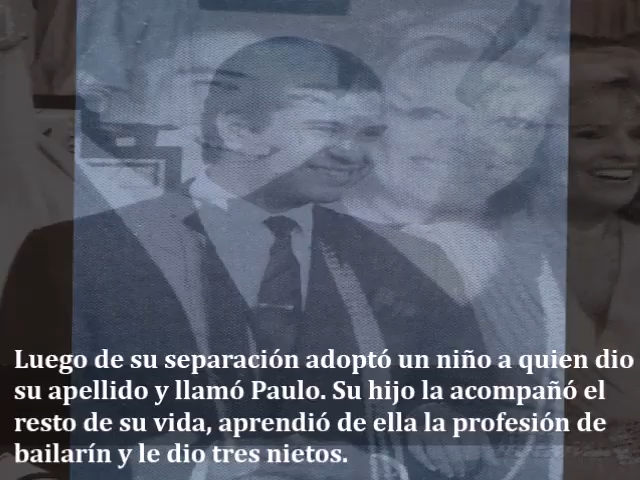 Luego de su separación adoptó un niño a quien dio
su apellido y llamó Paulo. Su hijo la acompañó el
resto de su vida, aprendió de ella la profesión de
bailarín y le dio tres nietos.